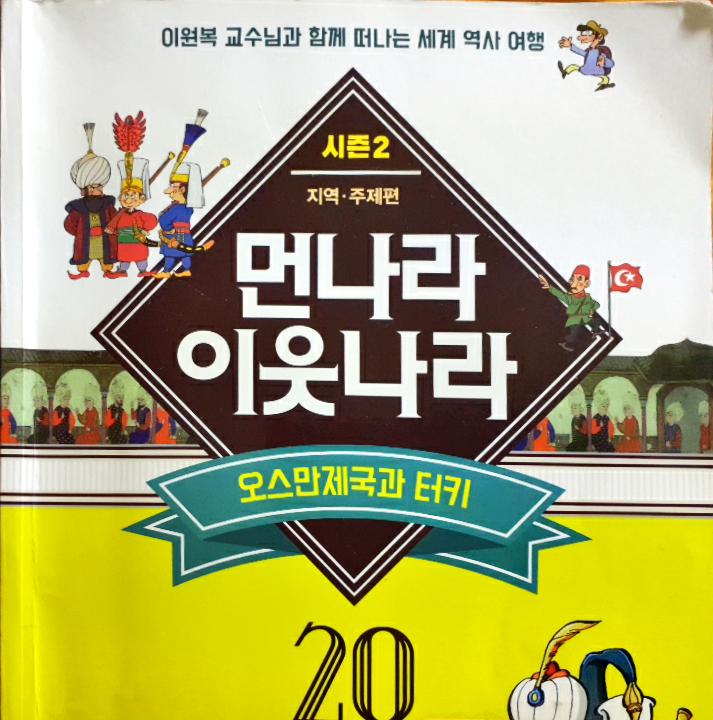 이원복 교수님과 함께 떠나는 세계 역사 여행
시즌2
지역·주제편
먼나라
이웃나라
오스만제국과 터키
20